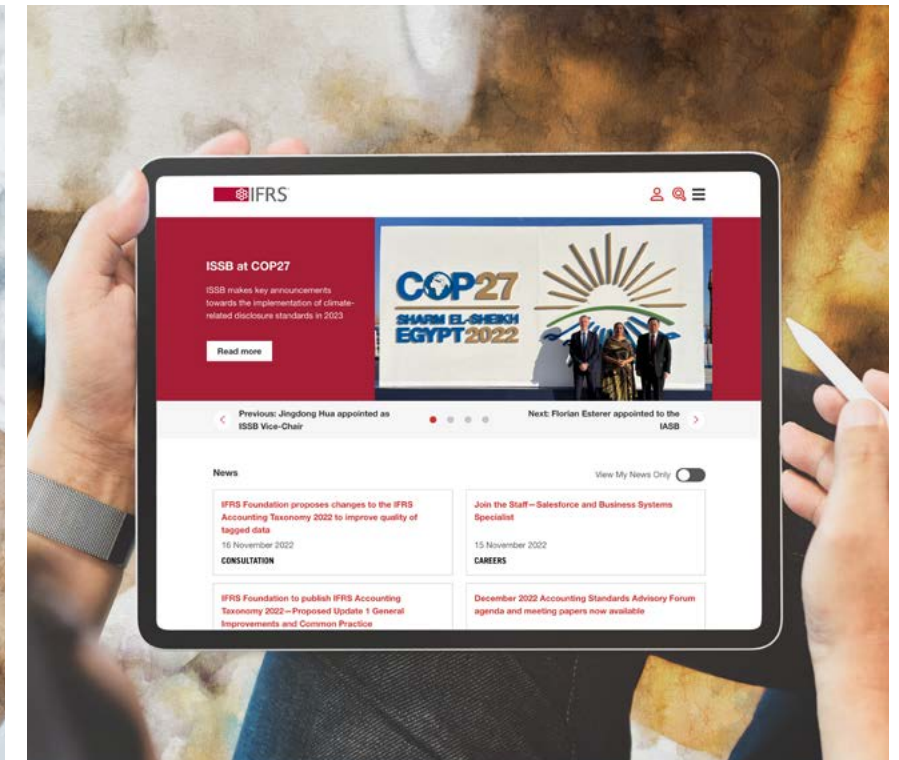 IFRS
ISSB at COP27
ISSB makes key announcements
towards the implementation of climate-
related disclosure standards in 2023
Read more
COP27
SHARM EL-SHEIKH
EGYPT 2022
Previous: Jingdong Hua appointed as
ISSB Vice-Chair
Next: Florian Esterer appointed to the
IASB
News
View My News Only
IFRS Foundation proposes changes to the IFRS
Accounting Taxonomy 2022 to improve quality of
tagged data
16 November 2022
CONSULTATION
Join the Staff—Salesforce and Business Systems
Specialist
15 November 2022
CAREERS
IFRS Foundation to publish IFRS Accounting
Taxonomy 2022—Proposed Update 1 General
Improvements and Common Practice
December 2022 Accounting Standards Advisory Forum
agenda and meeting papers now available